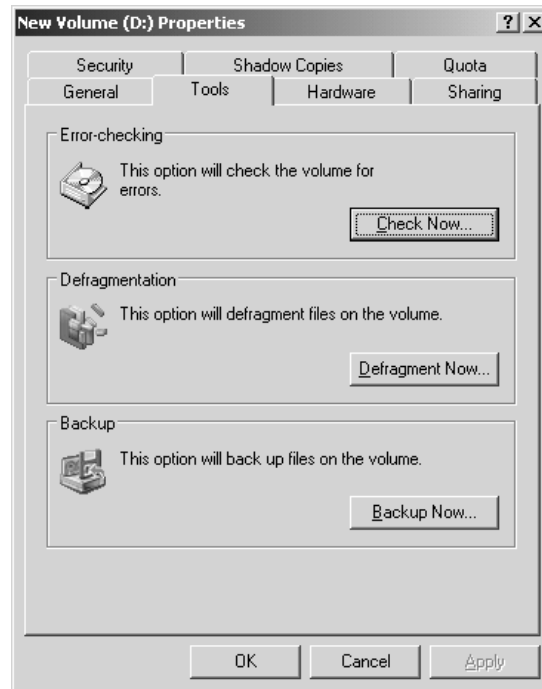 New Volume (D:) Properties
Security Shadow Copies Quota
General Tools Hardware Sharing
Error-checking
This option will check the volume for
errors.
Check Now...
Defragmentation
This option will defragment files on the volume.
Defragment Now...
Backup
This option will back up files on the volume.
Backup Now...
OK Cancel Apply